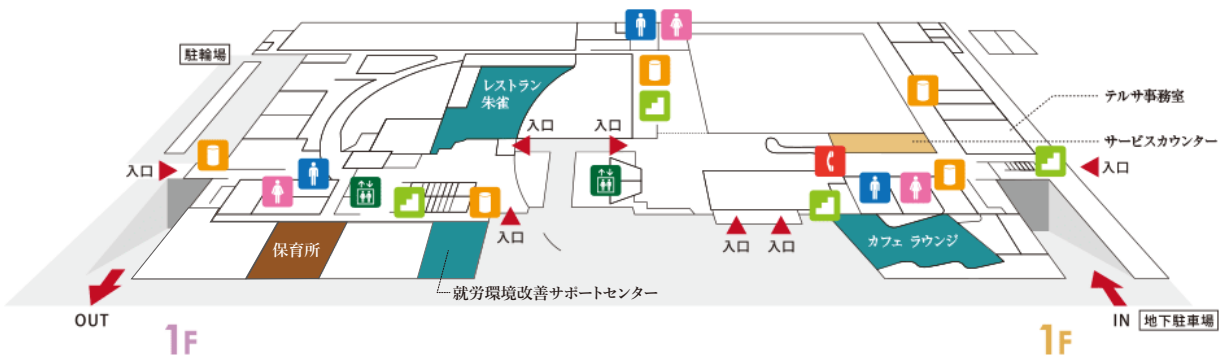 駐輪場
レストラン
朱雀
テルサ事務室
入口
入口
サービスカウンター
入口
入口
入口
入口
入口
カフェ ラウンジ
保育所
就労環境改善サポートセンター
OUT
IN
地下駐車場
1F
1F